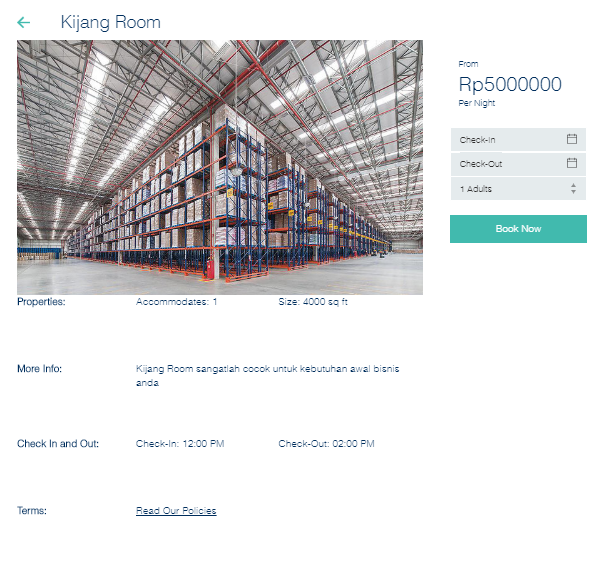 Kijang Room
From
Rp5000000
Per Night
Check-In
Check-Out
1 Adults
Book Now
Properties: Accommodates: 1 Size: 4000 sq ft
More Info: Kijang Room sangatlah cocok untuk kebutuhan awal bisnis
anda
Check In and Out: Check-In: 12:00 PM Check-Out: 02:00 PM
Terms: Read Our Policies